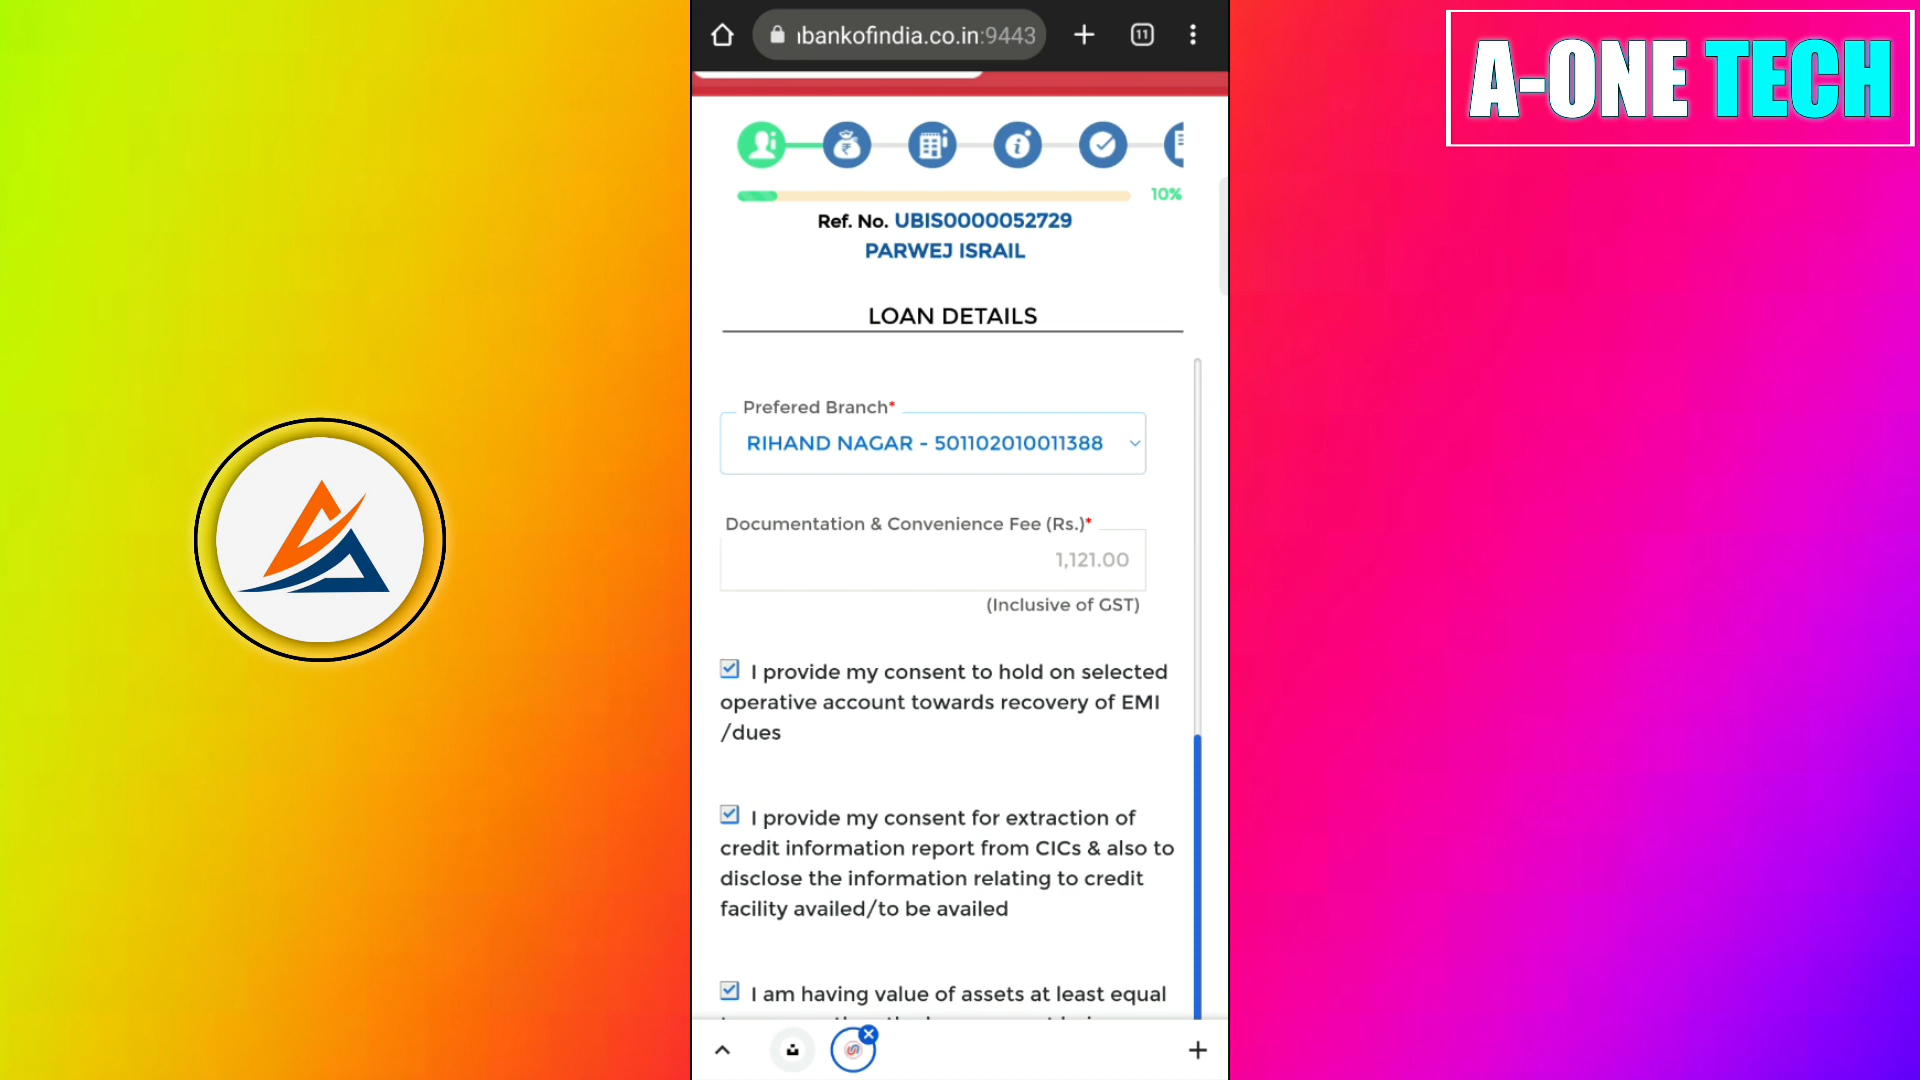 bankofindia.co.in:9443
11
A-ONE TECH
10%
Ref. No. UBIS0000052729
PARWEJ ISRAIL
LOAN DETAILS
Prefered Branch*
RIHAND NAGAR - 501102010011388
Documentation & Convenience Fee (Rs.)*
1,121.00
(Inclusive of GST)
I provide my consent to hold on selected
operative account towards recovery of EMI
/dues
I provide my consent for extraction of
credit information report from CICs & also to
disclose the information relating to credit
facility availed/to be availed
I am having value of assets at least equal